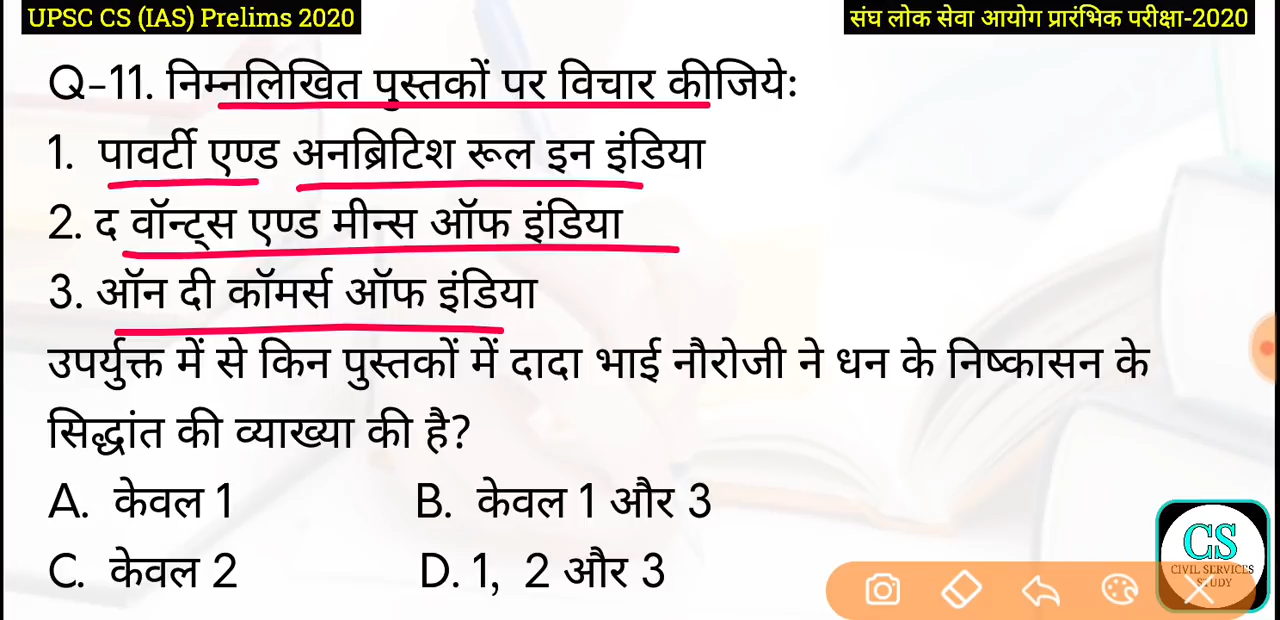 UPSC CS (IAS) Prelims 2020
संघ लोक सेवा आयोग प्रारंभिक परीक्षा-2020
Q-11. निम्नलिखित पुस्तकों पर विचार कीजिये:
1. पावर्टी एण्ड अनब्रिटिश रूल इन इंडिया
2. द वॉन्ट्स एण्ड मीन्स ऑफ इंडिया
3. ऑन दी कॉमर्स ऑफ इंडिया
उपर्युक्त में से किन पुस्तकों में दादा भाई नौरोजी ने धन के निष्कासन के
सिद्धांत की व्याख्या की है?
A. केवल 1 B. केवल 1 और 3
C. केवल 2 D. 1, 2 और 3
CS
CIVIL SERVICES
STUDY